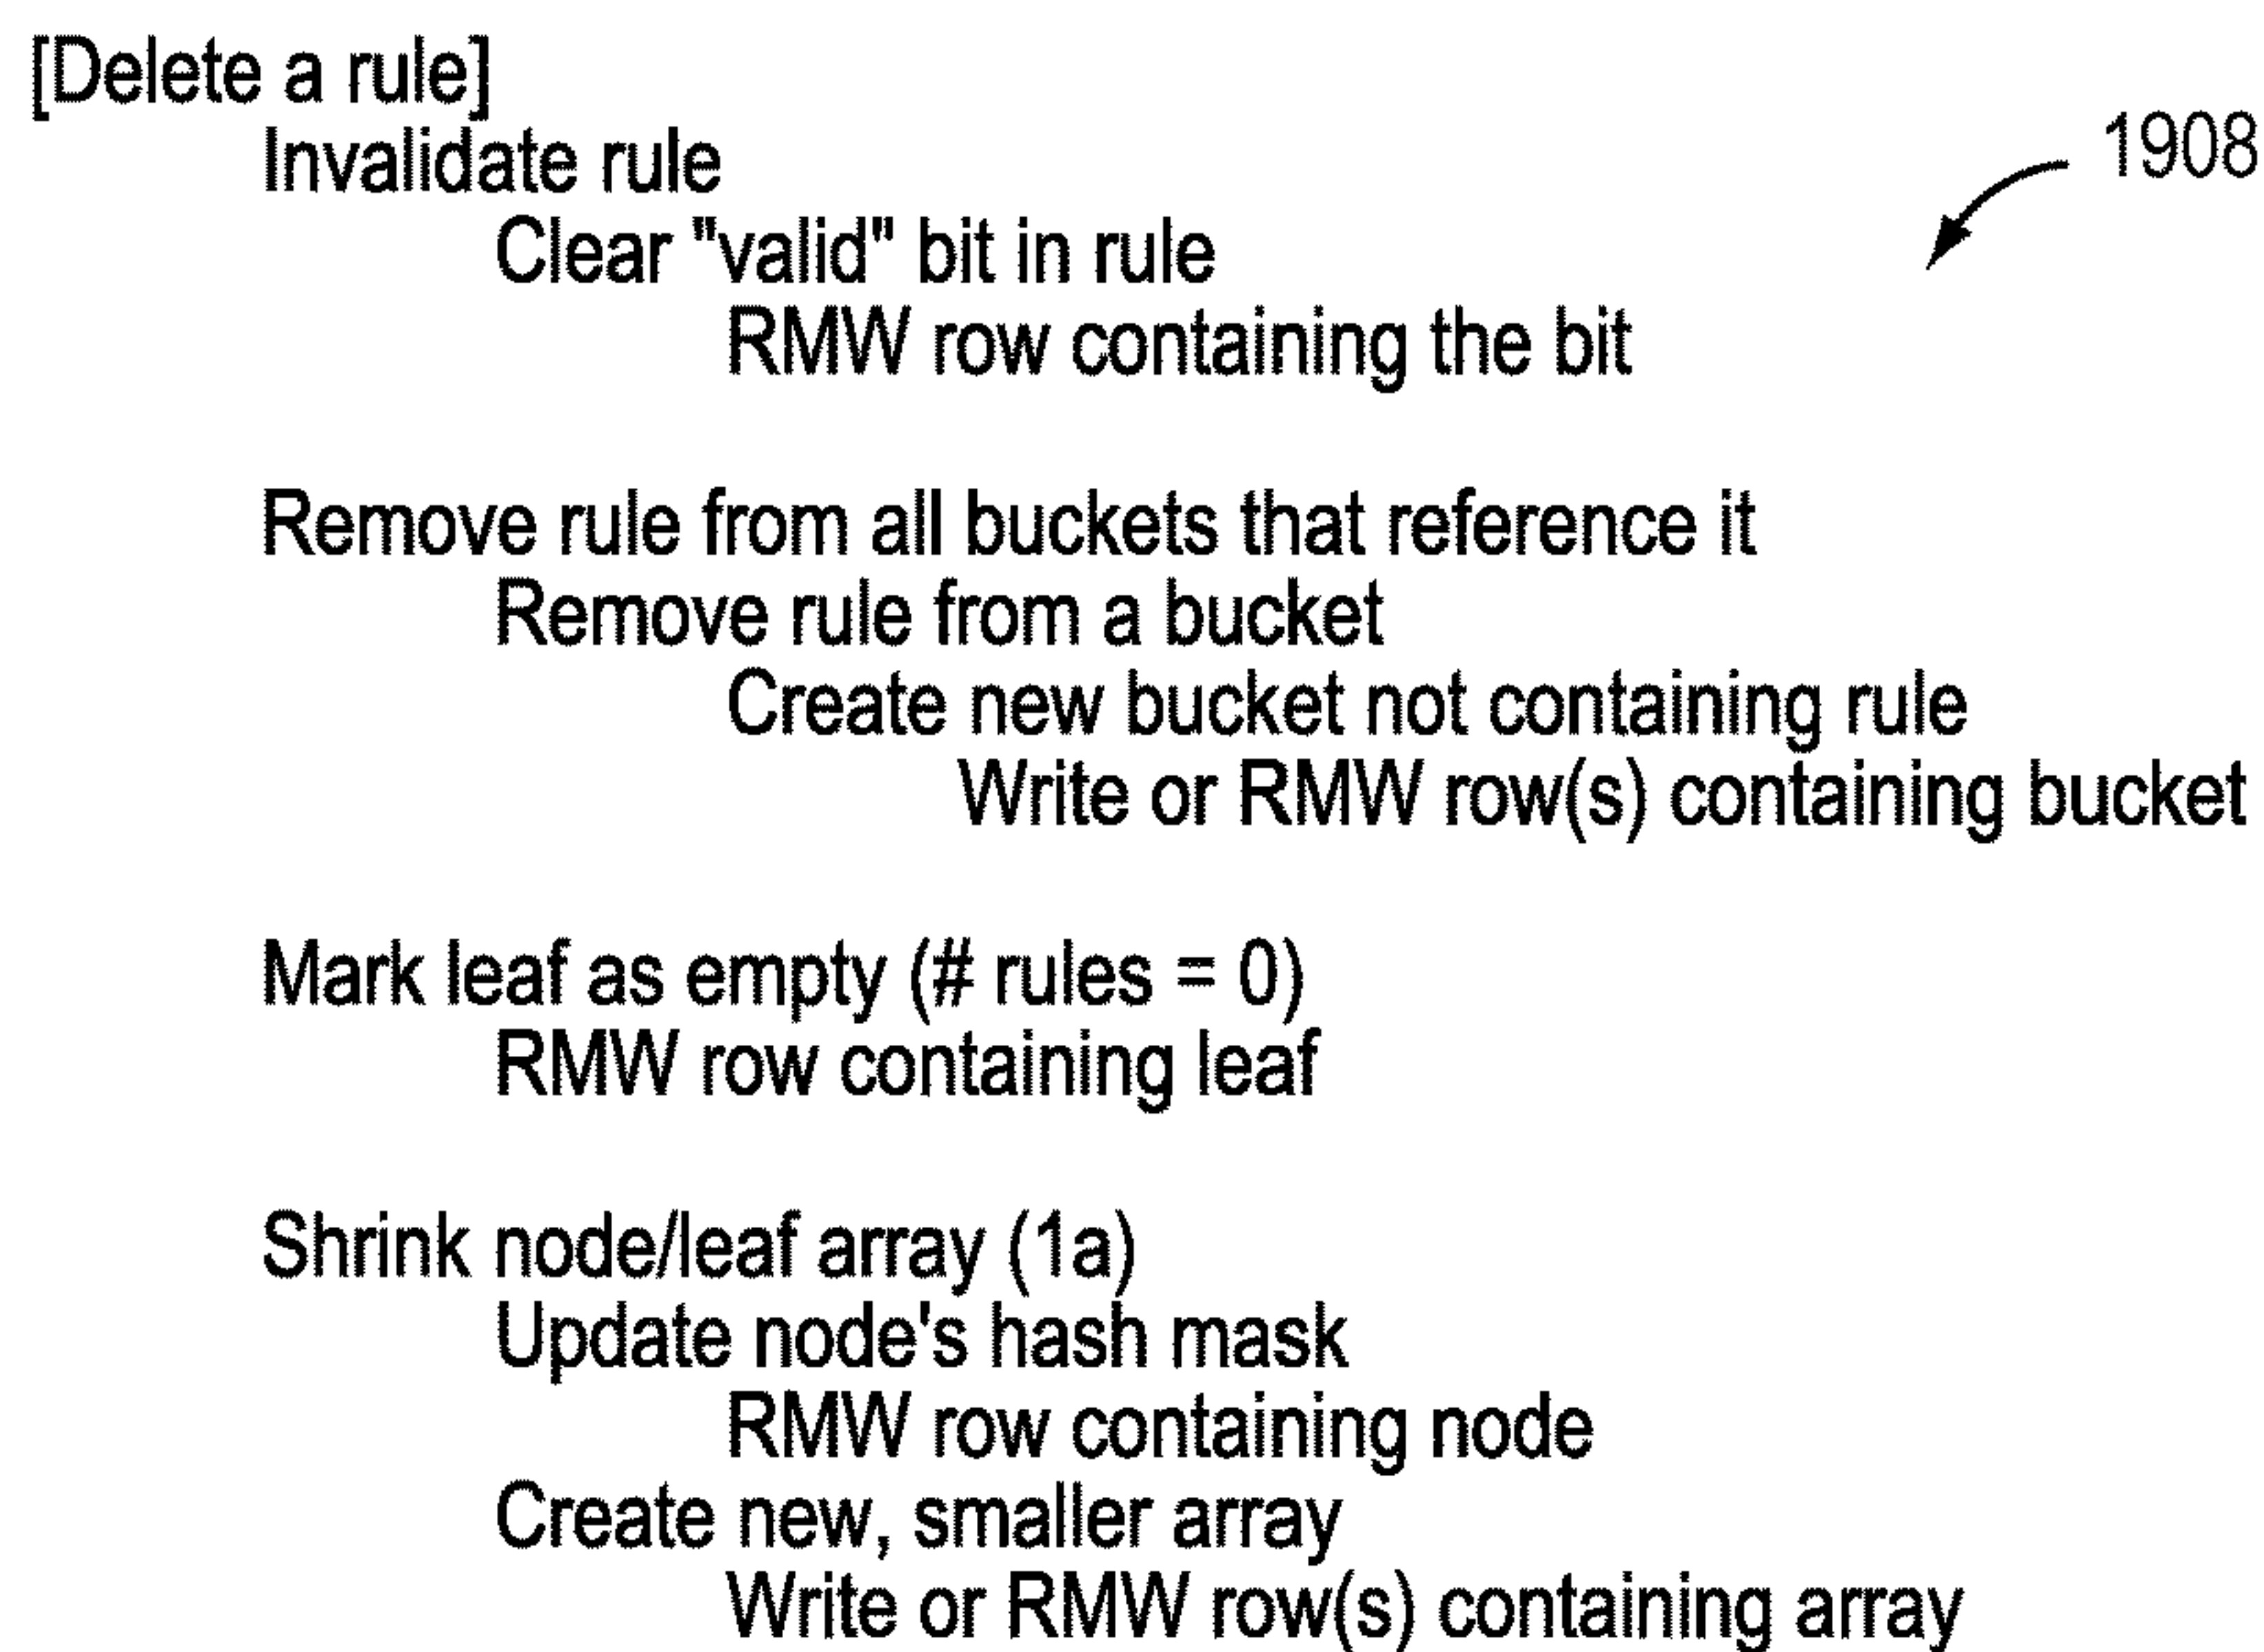 [Delete a rule]
Invalidate rule
1908
Clear "valid" bit in rule
RMW row containing the bit
Remove rule from all buckets that reference it
Remove rule from a bucket
Create new bucket not containing rule
Write or RMW row(s) containing bucket
Mark leaf as empty (# rules = 0)
RMW row containing leaf
Shrink node/leaf array (1a)
Update node's hash mask
RMW row containing node
Create new, smaller array
Write or RMW row(s) containing array